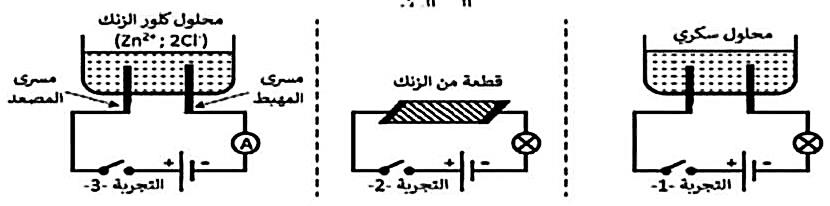 محلول سكري
+ -
التجربة -1-
قطعة من الزنك
+ -
التجربة -2-
محلول كلور الزنك
(Zn²⁺ ; 2Cl⁻)
مسرى
المصعد
مسرى
المهبط
A
+ -
التجربة -3-